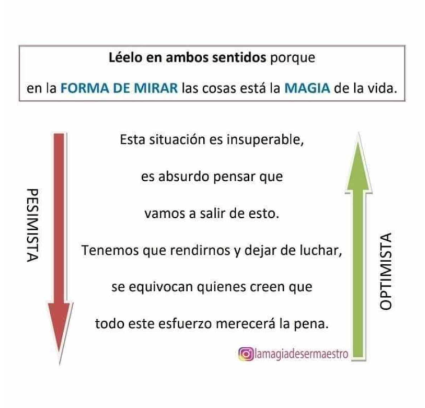 Léelo en ambos sentidos porque
en la FORMA DE MIRAR las cosas está la MAGIA de la vida.
PESIMISTA
Esta situación es insuperable,
es absurdo pensar que
vamos a salir de esto.
Tenemos que rendirnos y dejar de luchar,
se equivocan quienes creen que
todo este esfuerzo merecerá la pena.
OPTIMISTA
lamagiadesermaestro